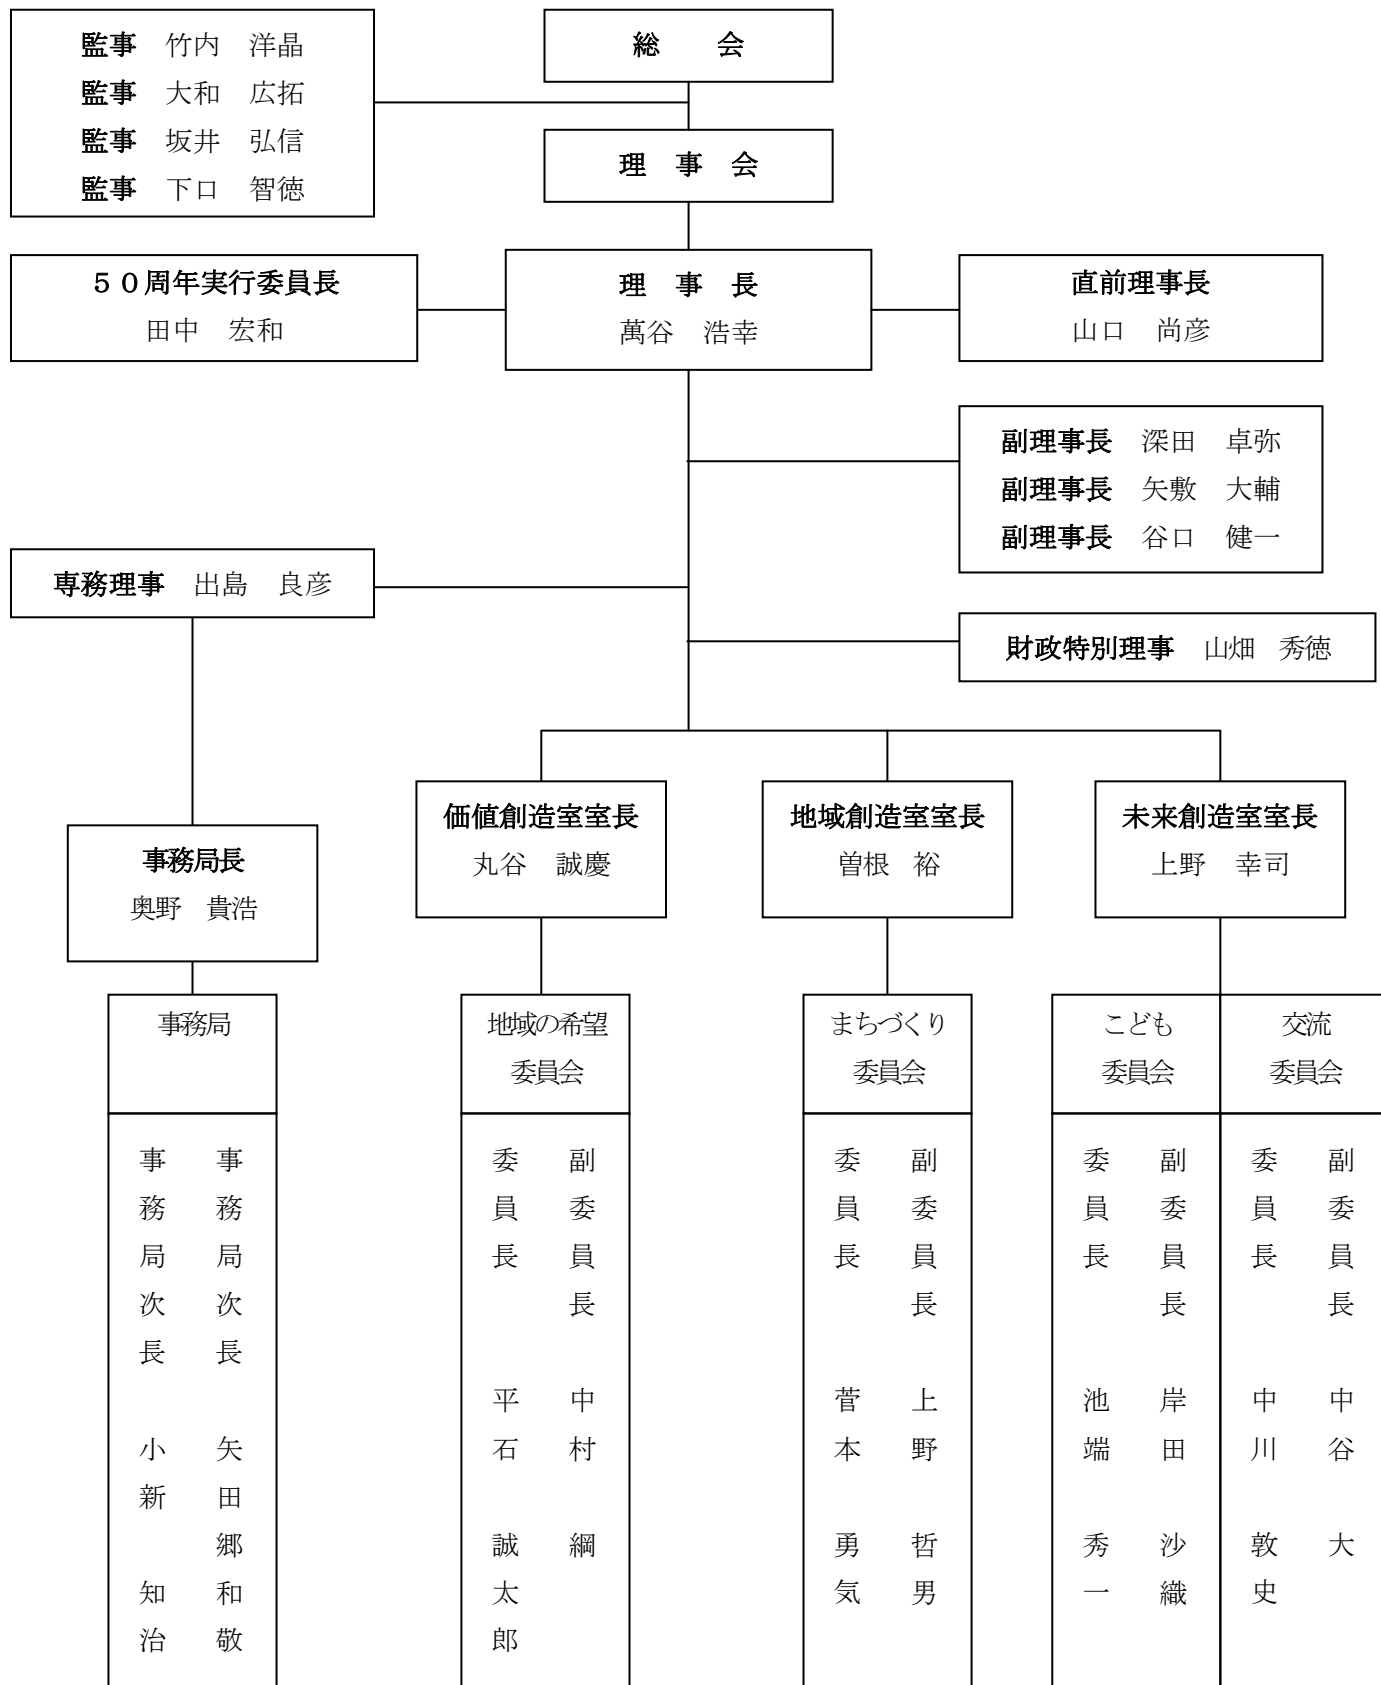 監事　竹内　洋晶
監事　大和　広拓
監事　坂井　弘信
監事　下口　智徳
総　　会
理　事　会
５０周年実行委員長
田中　宏和
理　事　長
萬谷　浩幸
直前理事長
山口　尚彦
副理事長　深田　卓弥
副理事長　矢敷　大輔
副理事長　谷口　健一
専務理事　出島　良彦
財政特別理事　山畑　秀徳
事務局長
奥野　貴浩
価値創造室室長
丸谷　誠慶
地域創造室室長
曽根　裕
未来創造室室長
上野　幸司
事務局
事務局次長　小新　知治
事務局次長　矢田郷和敬
地域の希望
委員会
委員長　平石　誠太郎
副委員長　中村　綱
まちづくり
委員会
委員長　菅本　勇気
副委員長　上野　哲男
こども
委員会
委員長　池端　秀一
副委員長　岸田　沙織
交流
委員会
委員長　中川　敦史
副委員長　中谷　大